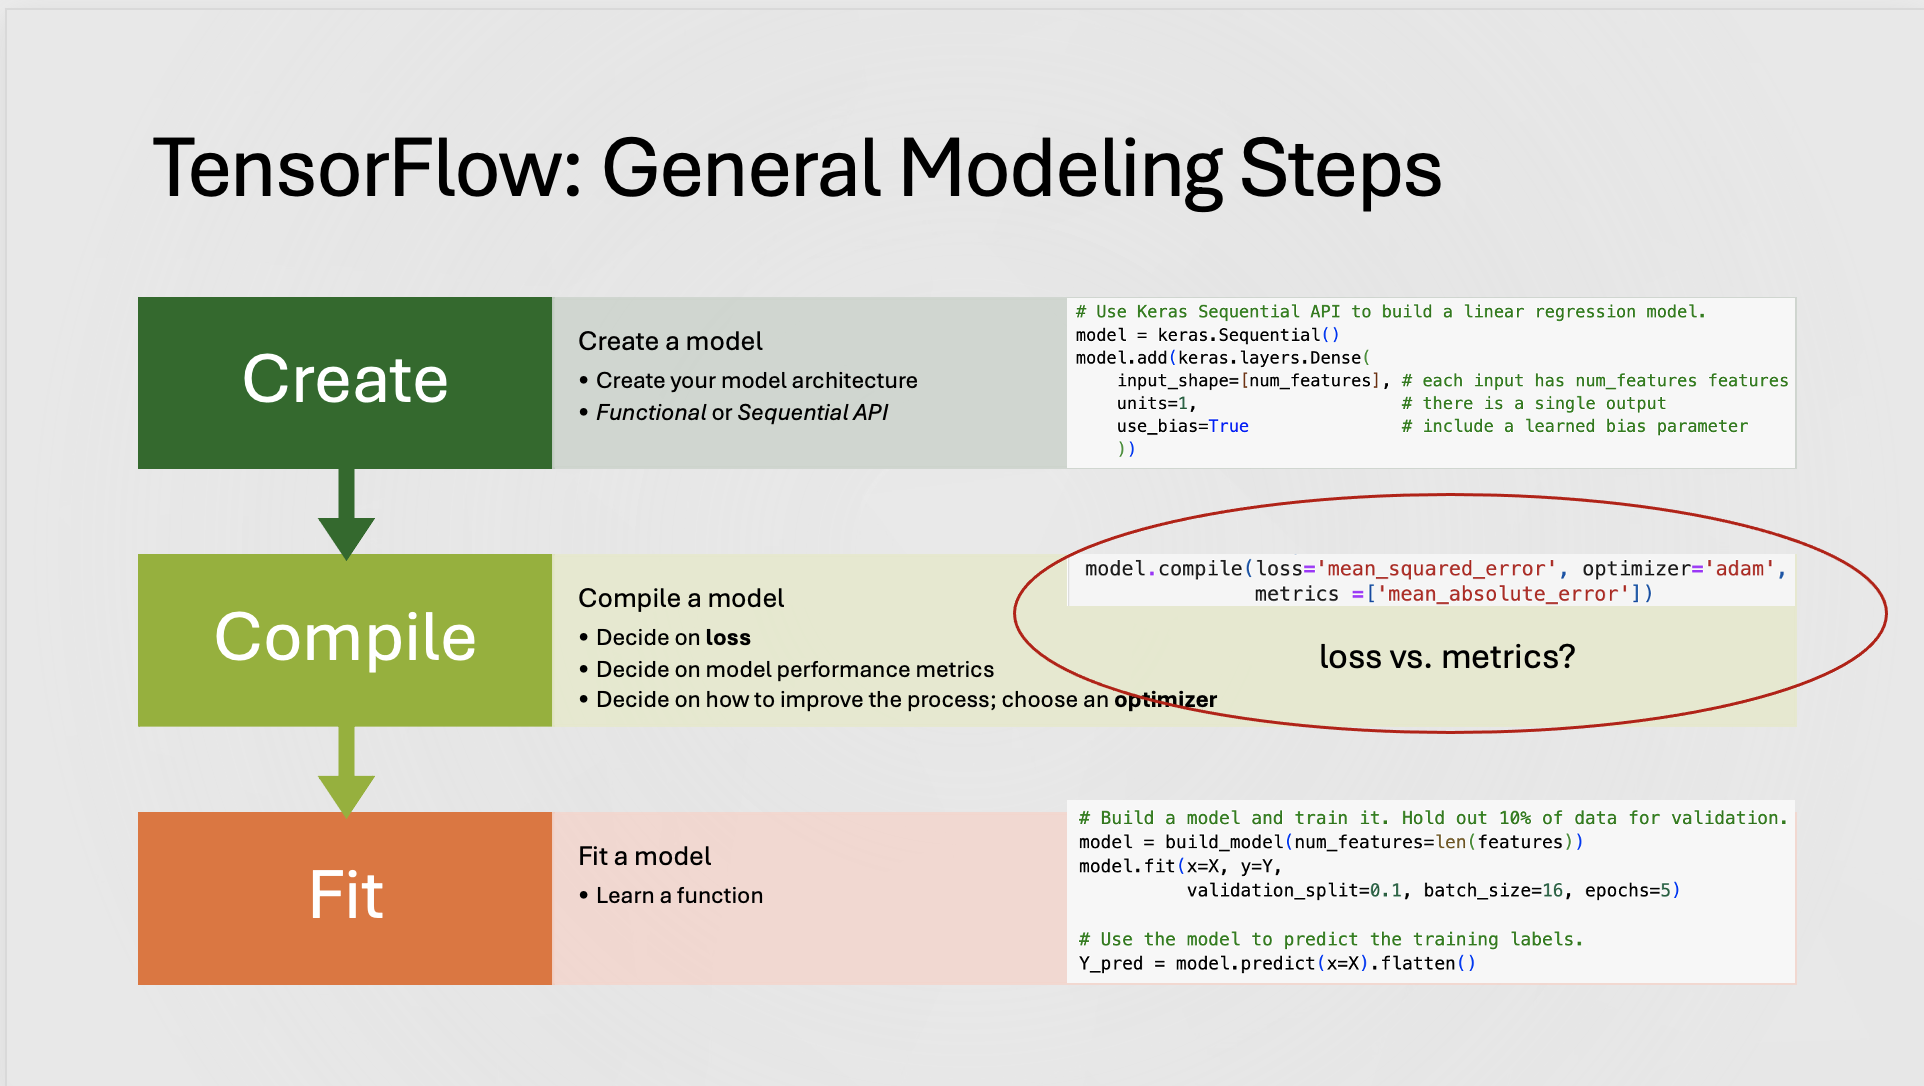 TensorFlow: General Modeling Steps
Create
Create a model
• Create your model architecture
• Functional or Sequential API
# Use Keras Sequential API to build a linear regression model.
model = keras.Sequential()
model.add(keras.layers.Dense(
    input_shape=[num_features], # each input has num_features features
    units=1,                    # there is a single output
    use_bias=True               # include a learned bias parameter
    ))
Compile
Compile a model
• Decide on loss
• Decide on model performance metrics
• Decide on how to improve the process; choose an optimizer
model.compile(loss='mean_squared_error', optimizer='adam',
              metrics =['mean_absolute_error'])
loss vs. metrics?
Fit
Fit a model
• Learn a function
# Build a model and train it. Hold out 10% of data for validation.
model = build_model(num_features=len(features))
model.fit(x=X, y=Y,
          validation_split=0.1, batch_size=16, epochs=5)
# Use the model to predict the training labels.
Y_pred = model.predict(x=X).flatten()